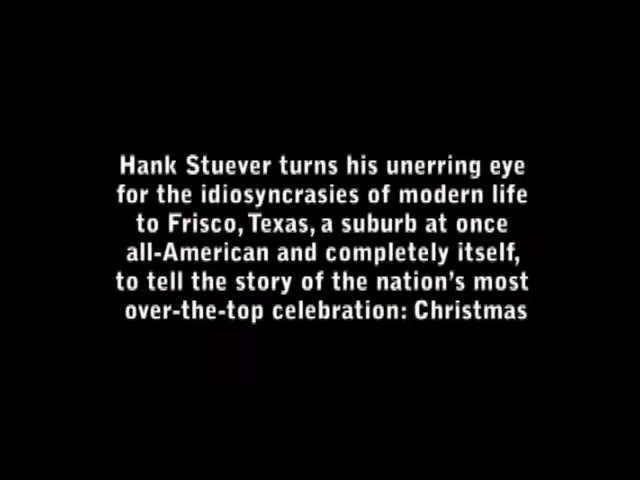 Hank Stuever turns his unerring eye
for the idiosyncrasies of modern life
to Frisco, Texas, a suburb at once
all-American and completely itself,
to tell the story of the nation's most
over-the-top celebration: Christmas